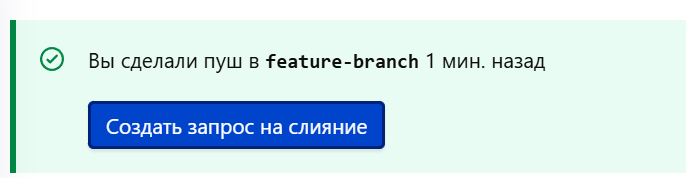 Вы сделали пуш в feature-branch 1 мин. назад
Создать запрос на слияние